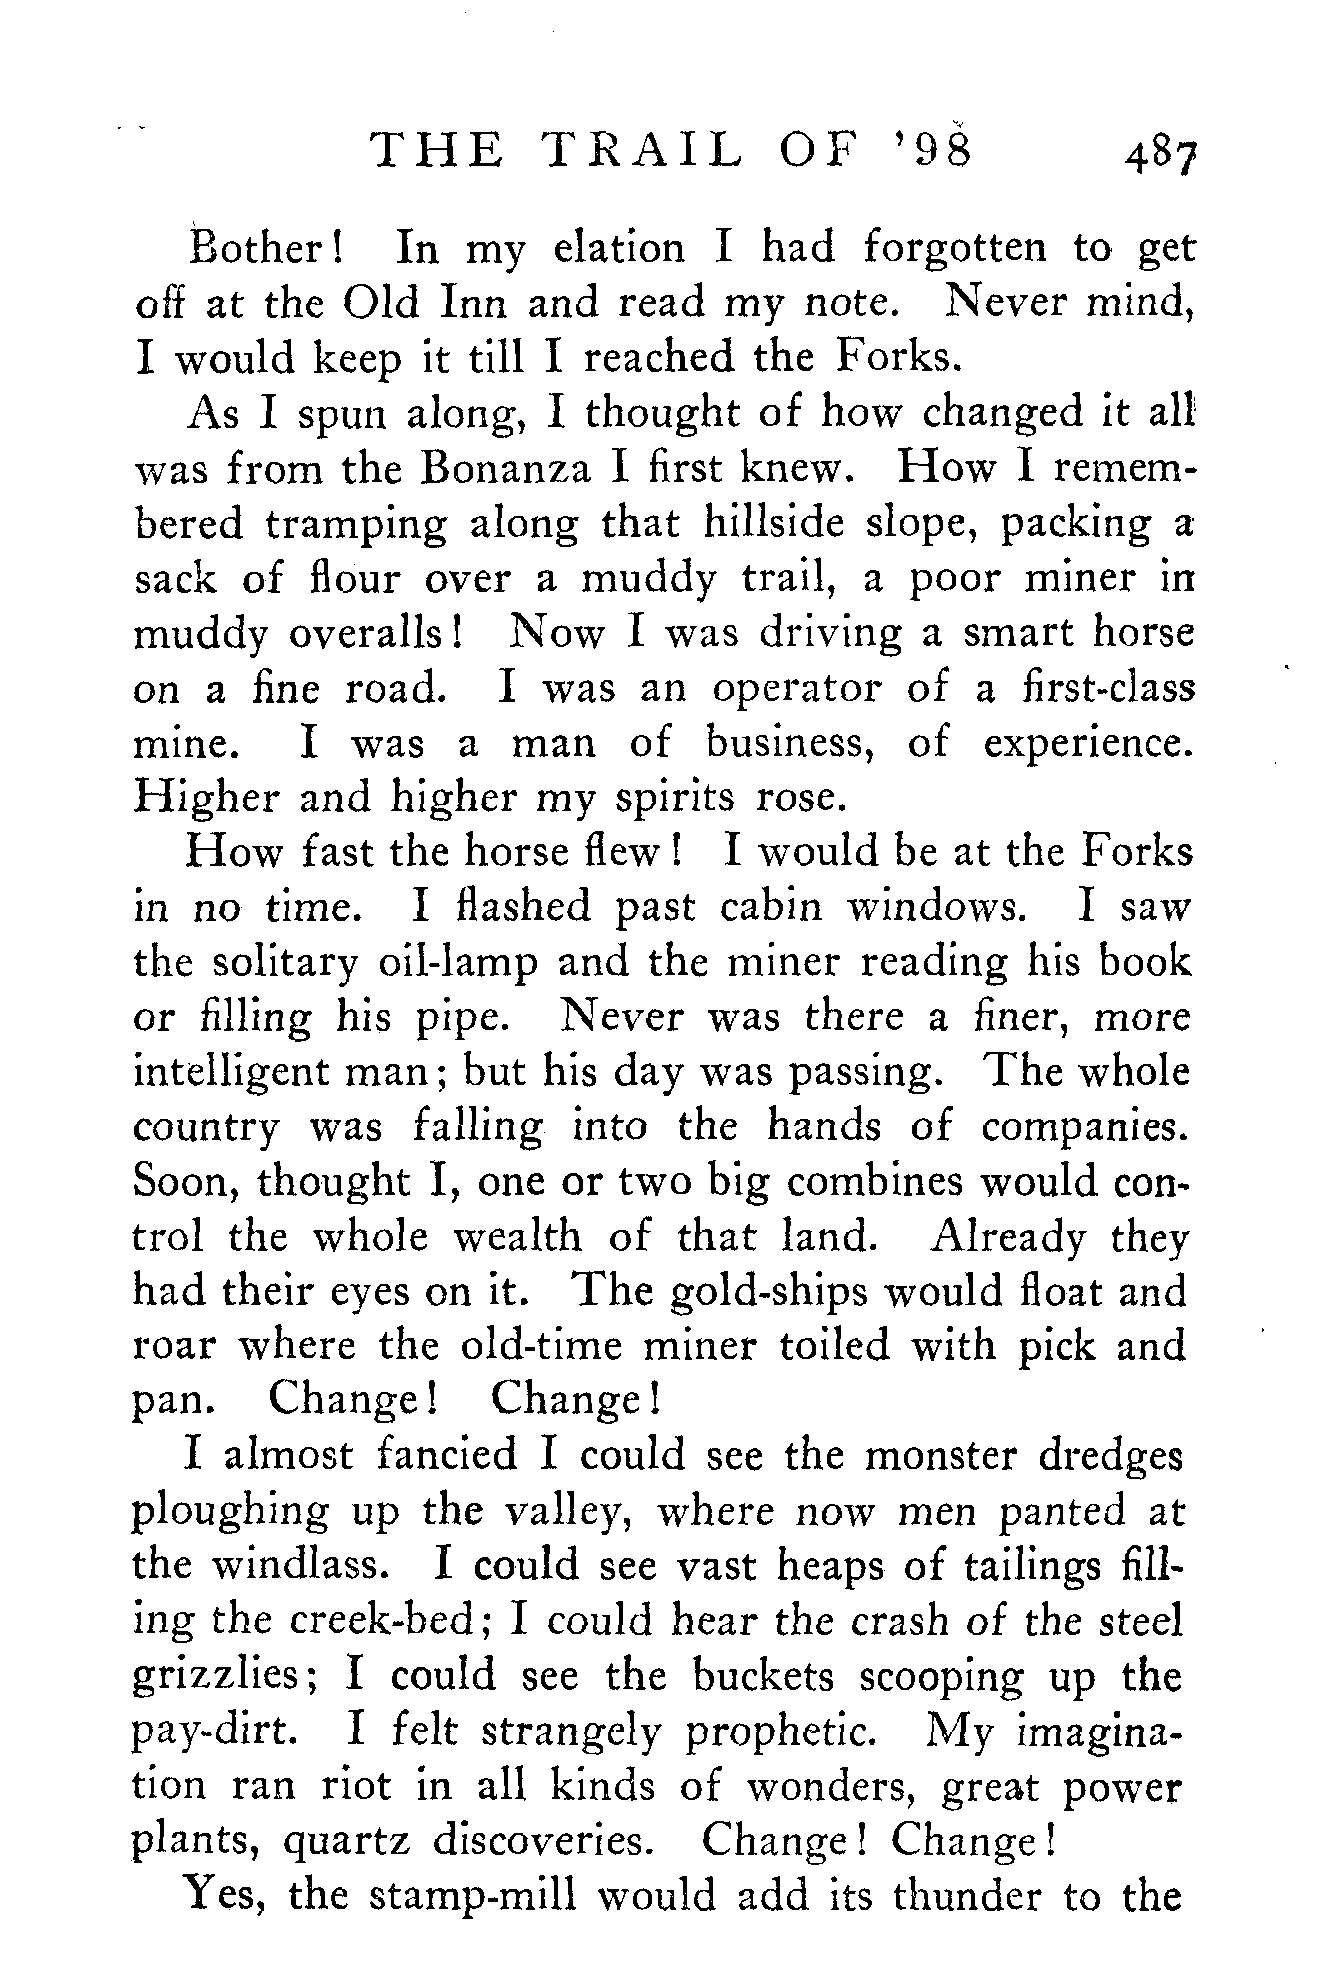 THE TRAIL OF '98 487
Bother! In my elation I had forgotten to get
off at the Old Inn and read my note. Never mind,
I would keep it till I reached the Forks.
As I spun along, I thought of how changed it all
was from the Bonanza I first knew. How I remem-
bered tramping along that hillside slope, packing a
sack of flour over a muddy trail, a poor miner in
muddy overalls! Now I was driving a smart horse
on a fine road. I was an operator of a first-class
mine. I was a man of business, of experience.
Higher and higher my spirits rose.
How fast the horse flew! I would be at the Forks
in no time. I flashed past cabin windows. I saw
the solitary oil-lamp and the miner reading his book
or filling his pipe. Never was there a finer, more
intelligent man; but his day was passing. The whole
country was falling into the hands of companies.
Soon, thought I, one or two big combines would con-
trol the whole wealth of that land. Already they
had their eyes on it. The gold-ships would float and
roar where the old-time miner toiled with pick and
pan. Change! Change!
I almost fancied I could see the monster dredges
ploughing up the valley, where now men panted at
the windlass. I could see vast heaps of tailings fill-
ing the creek-bed; I could hear the crash of the steel
grizzlies; I could see the buckets scooping up the
pay-dirt. I felt strangely prophetic. My imagina-
tion ran riot in all kinds of wonders, great power
plants, quartz discoveries. Change! Change!
Yes, the stamp-mill would add its thunder to the